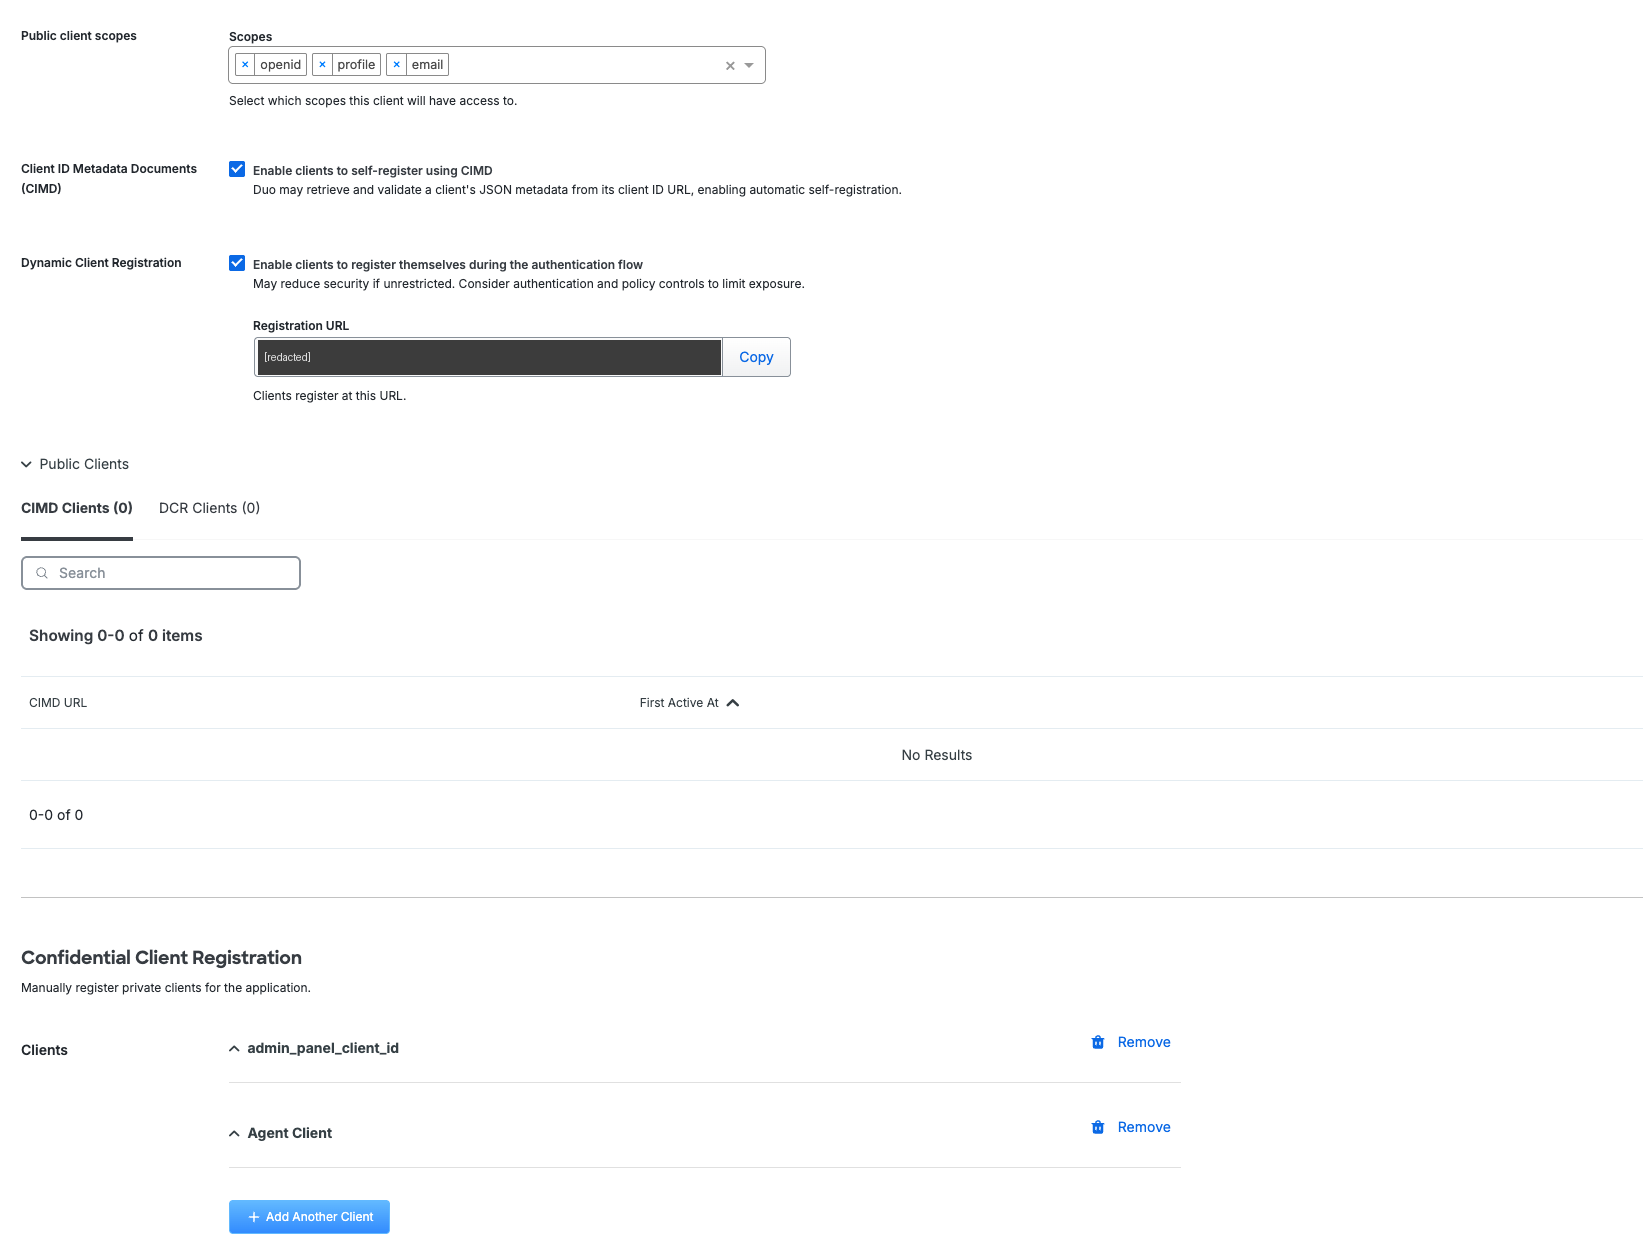 Public client scopes
Scopes
× openid × profile × email
Select which scopes this client will have access to.
Client ID Metadata Documents
(CIMD)
Enable clients to self-register using CIMD
Duo may retrieve and validate a client's JSON metadata from its client ID URL, enabling automatic self-registration.
Dynamic Client Registration
Enable clients to register themselves during the authentication flow
May reduce security if unrestricted. Consider authentication and policy controls to limit exposure.
Registration URL
[redacted] Copy
Clients register at this URL.
Public Clients
CIMD Clients (0) DCR Clients (0)
Search
Showing 0-0 of 0 items
CIMD URL First Active At
No Results
0-0 of 0
Confidential Client Registration
Manually register private clients for the application.
Clients
admin_panel_client_id Remove
Agent Client Remove
+ Add Another Client